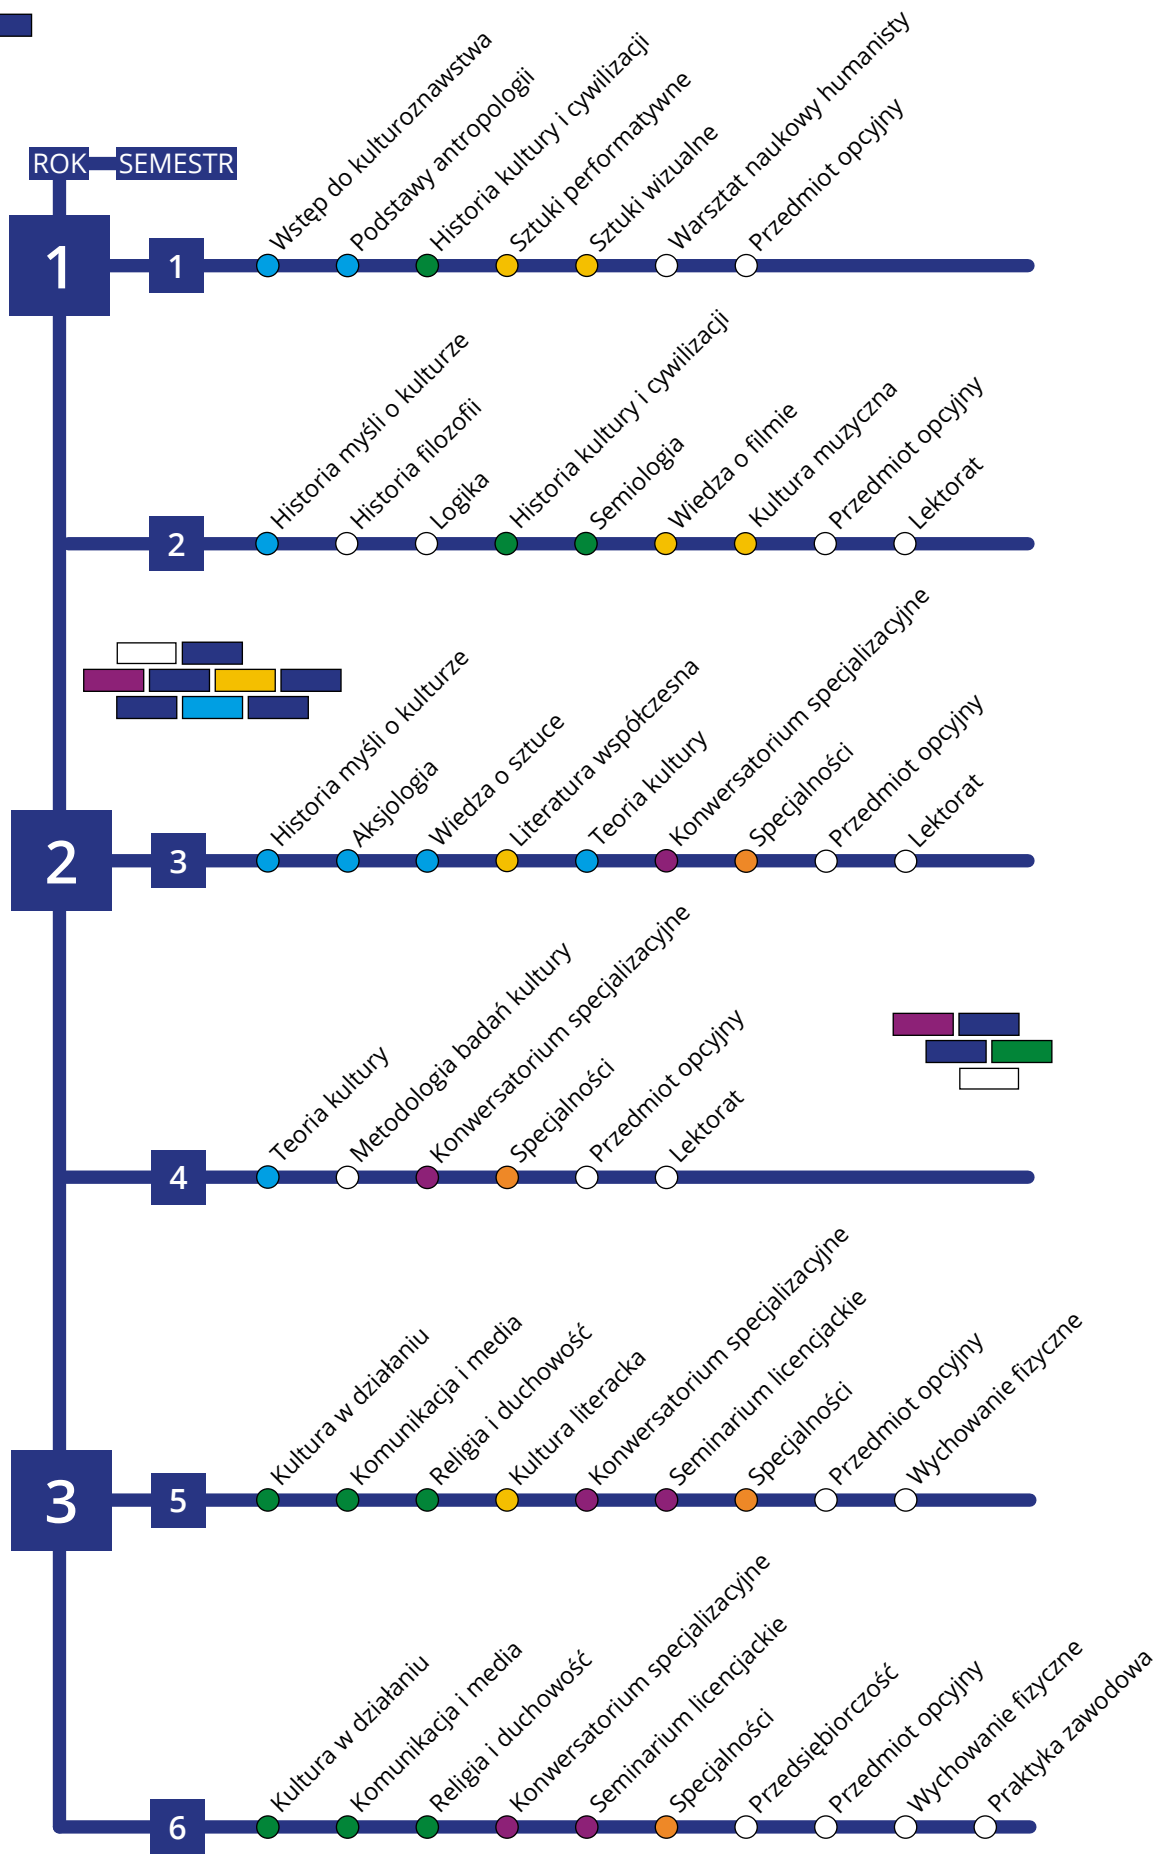 ROK SEMESTR
1
1
Wstęp do kulturoznawstwa
Podstawy antropologii
Historia kultury i cywilizacji
Sztuki performatywne
Sztuki wizualne
Warsztat naukowy humanisty
Przedmiot opcyjny
2
Historia myśli o kulturze
Historia filozofii
Logika
Historia kultury i cywilizacji
Semiologia
Wiedza o filmie
Kultura muzyczna
Przedmiot opcyjny
Lektorat
2
3
Historia myśli o kulturze
Aksjologia
Wiedza o sztuce
Literatura współczesna
Teoria kultury
Konwersatorium specjalizacyjne
Specjalności
Przedmiot opcyjny
Lektorat
4
Teoria kultury
Metodologia badań kultury
Konwersatorium specjalizacyjne
Specjalności
Przedmiot opcyjny
Lektorat
3
5
Kultura w działaniu
Komunikacja i media
Religia i duchowość
Kultura literacka
Konwersatorium specjalizacyjne
Seminarium licencjackie
Specjalności
Przedmiot opcyjny
Wychowanie fizyczne
6
Kultura w działaniu
Komunikacja i media
Religia i duchowość
Konwersatorium specjalizacyjne
Seminarium licencjackie
Specjalności
Przedsiębiorczość
Przedmiot opcyjny
Wychowanie fizyczne
Praktyka zawodowa